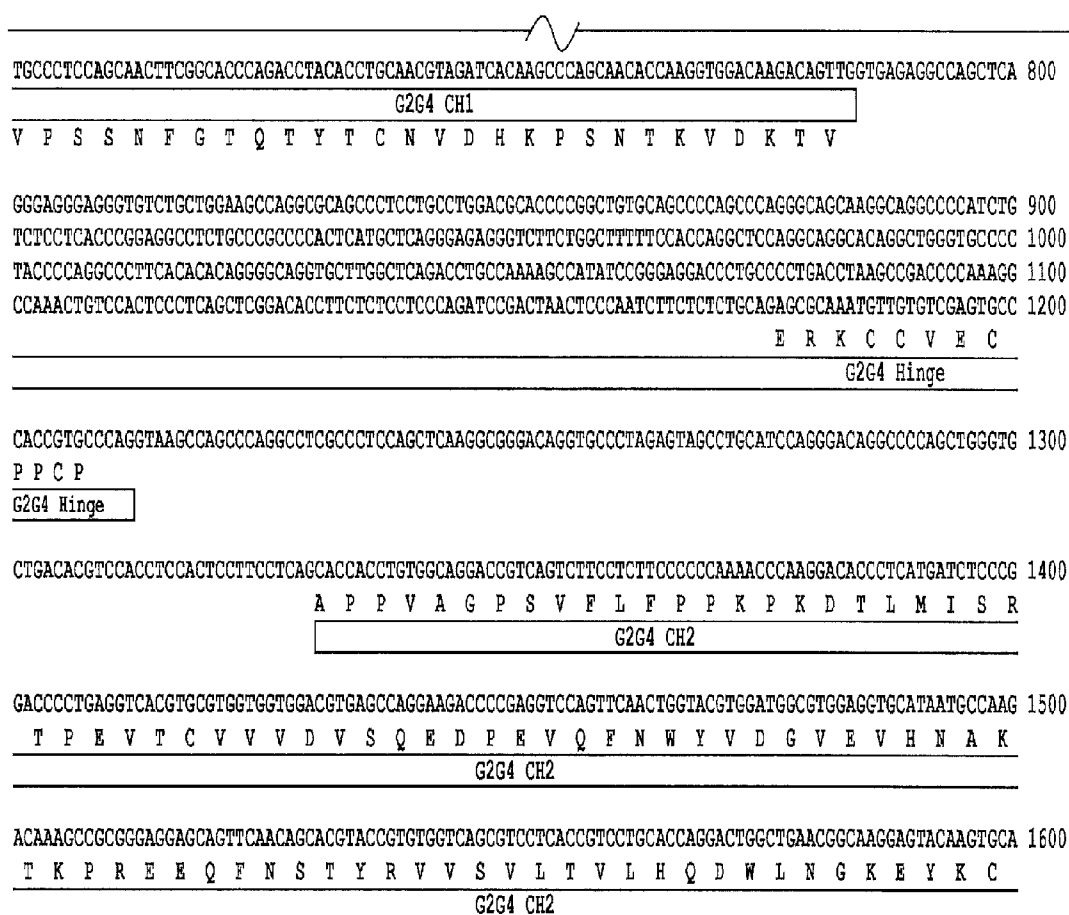 TGCCCTCCAGCAACTTCGGCACCCAGACCTACACCTGCAACGTAGATCACAAGCCCAGCAACACCAAGGTGGACAAGACAGTTGGTGAGAGGCCAGCTCA 800
G2G4 CH1
V P S S N F G T Q T Y T C N V D H K P S N T K V D K T V
GGGAGGGAGGGTGTCTGCTGGAAGCCAGGCGCAGCCCTCCTGCCTGGACGCACCCCGGCTGTGCAGCCCCAGCCCAGGGCAGCAAGGCAGGCCCCATCTG 900
TCTCCTCACCCGGAGGCCTCTGCCCGCCCCACTCATGCTCAGGGAGAGGGTCTTCTGGCTTTTTCCACCAGGCTCCAGGCAGGCACAGGCTGGGTGCCCC 1000
TACCCCAGGCCCTTCACACACAGGGGCAGGTGCTTGGCTCAGACCTGCCAAAAGCCATATCCGGGAGGACCCTGCCCCTGACCTAAGCCGACCCCAAAGG 1100
CCAAACTGTCCACTCCCTCAGCTCGGACACCTTCTCTCCTCCCAGATCCGACTAACTCCCAATCTTCTCTCTGCAGAGCGCAAATGTTGTGTCGAGTGCC 1200
E R K C C V E C
G2G4 Hinge
CACCGTGCCCAGGTAAGCCAGCCCAGGCCTCGCCCTCCAGCTCAAGGCGGGACAGGTGCCCTAGAGTAGCCTGCATCCAGGGACAGGCCCCAGCTGGGTG 1300
P P C P
G2G4 Hinge
CTGACACGTCCACCTCCACTCCTTCCTCAGCACCACCTGTGGCAGGACCGTCAGTCTTCCTCTTCCCCCCAAAACCCAAGGACACCCTCATGATCTCCCG 1400
A P P V A G P S V F L F P P K P K D T L M I S R
G2G4 CH2
GACCCCTGAGGTCACGTGCGTGGTGGTGGACGTGAGCCAGGAAGACCCCGAGGTCCAGTTCAACTGGTACGTGGATGGCGTGGAGGTGCATAATGCCAAG 1500
T P E V T C V V V D V S Q E D P E V Q F N W Y V D G V E V H N A K
G2G4 CH2
ACAAAGCCGCGGGAGGAGCAGTTCAACAGCACGTACCGTGTGGTCAGCGTCCTCACCGTCCTGCACCAGGACTGGCTGAACGGCAAGGAGTACAAGTGCA 1600
T K P R E E Q F N S T Y R V V S V L T V L H Q D W L N G K E Y K C
G2G4 CH2